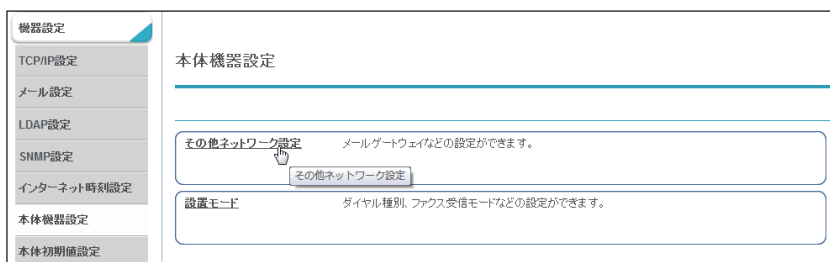 機器設定
TCP/IP設定
メール設定
LDAP設定
SNMP設定
インターネット時刻設定
本体機器設定
本体初期値設定
本体機器設定
その他ネットワーク設定 メールゲートウェイなどの設定ができます。
その他ネットワーク設定
設置モード ダイヤル種別、ファクス受信モードなどの設定ができます。